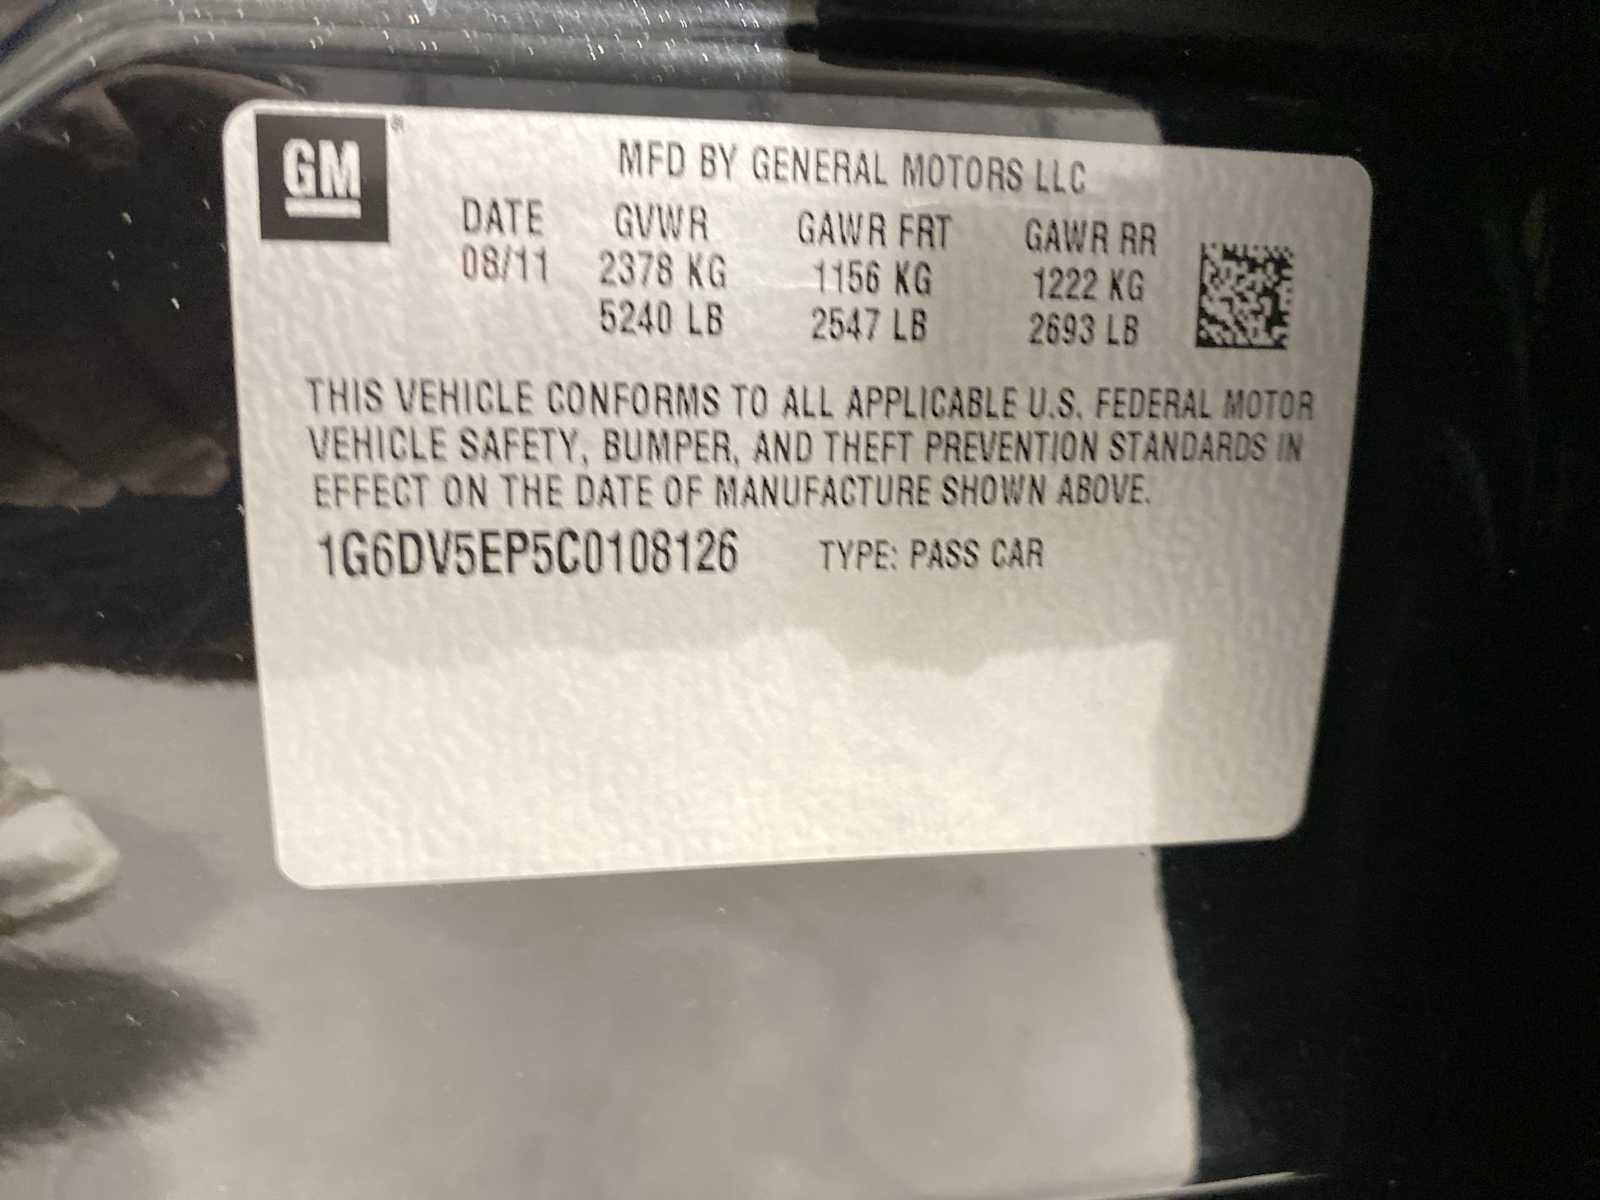 GM®
MFD BY GENERAL MOTORS LLC
DATE GVWR GAWR FRT GAWR RR
08/11 2378 KG 1156 KG 1222 KG
5240 LB 2547 LB 2693 LB
THIS VEHICLE CONFORMS TO ALL APPLICABLE U.S. FEDERAL MOTOR
VEHICLE SAFETY, BUMPER, AND THEFT PREVENTION STANDARDS IN
EFFECT ON THE DATE OF MANUFACTURE SHOWN ABOVE.
1G6DV5EP5C0108126 TYPE: PASS CAR